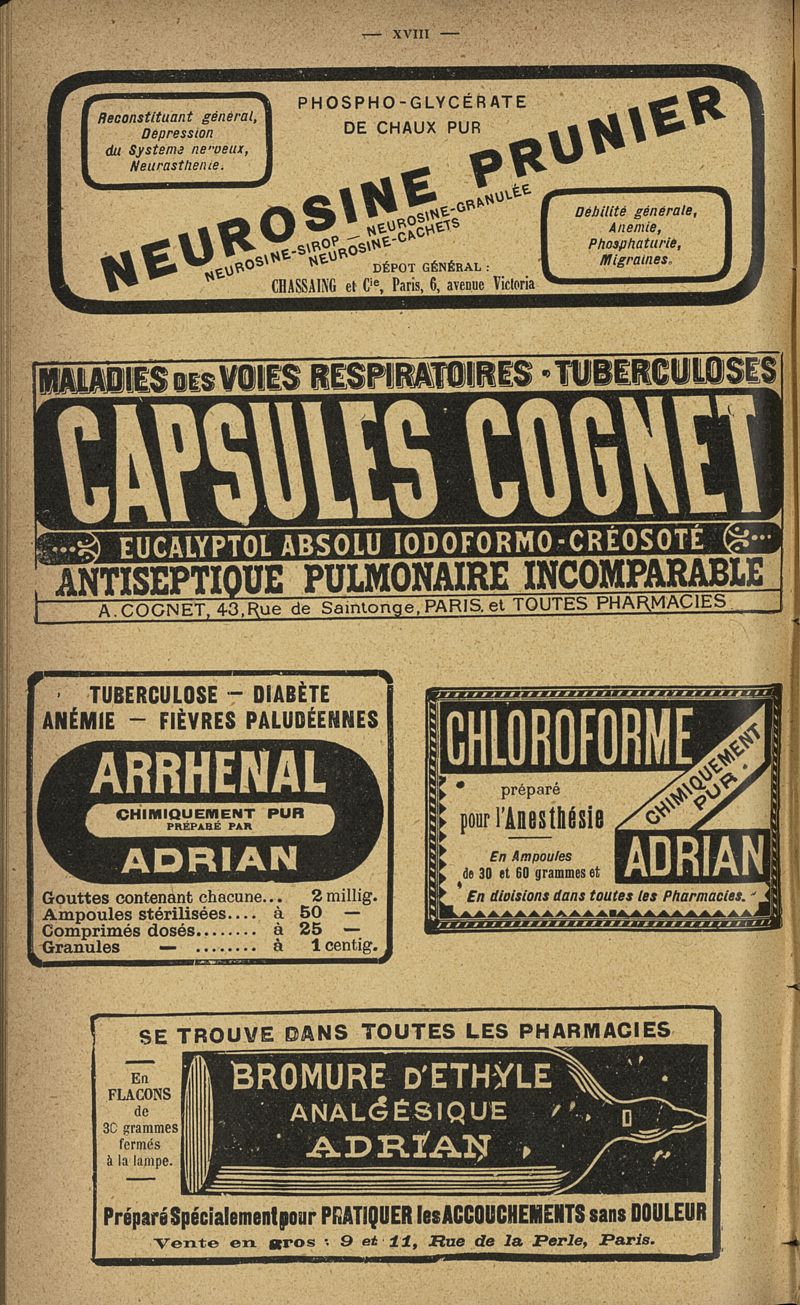 — XVIII —
PHOSPHO-GLYCÉRATE
DE CHAUX PUR
Reconstituant général,
Dépression
du Système nerveux,
Neurasthenie.
NEUROSINE PRUNIER
NEUROSINE-SIROP — NEUROSINE-GRANULÉE
NEUROSINE-CACHETS
Débilité générale,
Anemie,
Phosphaturie,
Migraines.
DÉPOT GÉNÉRAL :
CHASSAING et Cie, Paris, 6, avenue Victoria
MALADIES DES VOIES RESPIRATOIRES · TUBERCULOSES
CAPSULES COGNET
EUCALYPTOL ABSOLU IODOFORMO-CRÉOSOTÉ
ANTISEPTIQUE PULMONAIRE INCOMPARABLE
A. COGNET, 43, Rue de Saintonge, PARIS. et TOUTES PHARMACIES
TUBERCULOSE — DIABÈTE
ANÉMIE — FIÈVRES PALUDÉENNES
ARRHENAL
CHIMIQUEMENT PUR
PRÉPARÉ PAR
ADRIAN
Gouttes contenant chacune... 2 millig.
Ampoules stérilisées.... à 50 —
Comprimés dosés........ à 25 —
Granules — ........ à 1 centig.
CHLOROFORME
CHIMIQUEMENT
PUR
préparé
pour l'Anesthésie
En Ampoules
de 30 et 60 grammes et
ADRIAN
En divisions dans toutes les Pharmacies.
SE TROUVE DANS TOUTES LES PHARMACIES
En
FLACONS
de
30 grammes
fermés
à la lampe.
BROMURE D'ETHYLE
ANALGÉSIQUE
ADRIAN
Préparé Spécialement pour PRATIQUER les ACCOUCHEMENTS sans DOULEUR
Vente en gros : 9 et 11, Rue de la Perle, Paris.